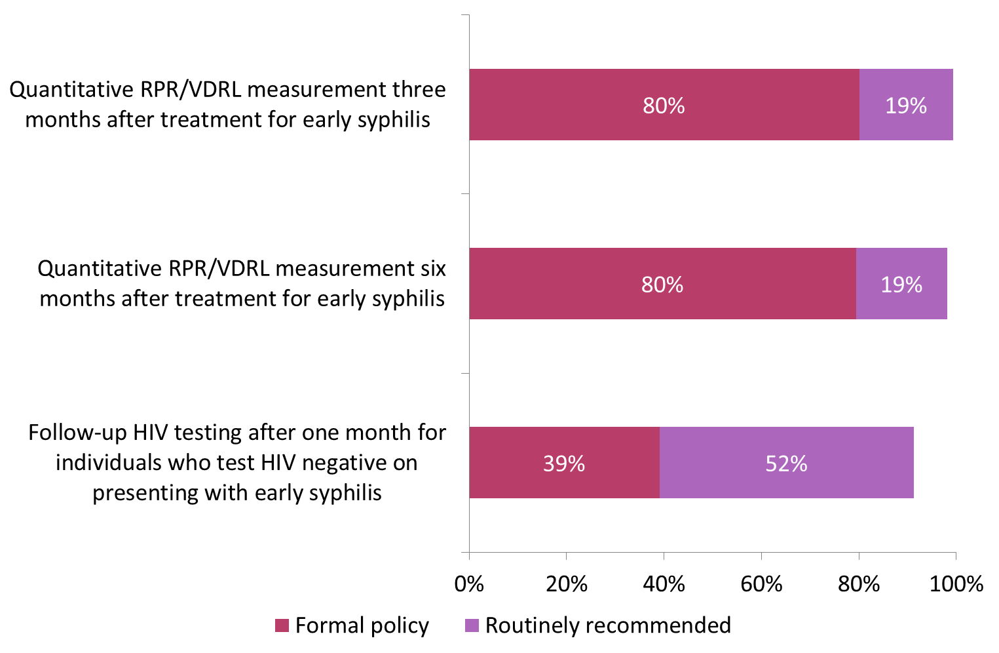 Quantitative RPR/VDRL measurement three
months after treatment for early syphilis
80%
19%
Quantitative RPR/VDRL measurement six
months after treatment for early syphilis
80%
19%
Follow-up HIV testing after one month for
individuals who test HIV negative on
presenting with early syphilis
39%
52%
0%
20%
40%
60%
80%
100%
Formal policy
Routinely recommended